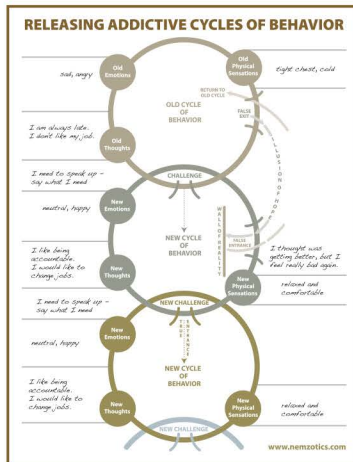 RELEASING ADDICTIVE CYCLES OF BEHAVIOR
Old
Emotions
sad, angry
Old
Physical
Sensations
tight chest, cold
RETURN TO
OLD CYCLE
FALSE
EXIT
OLD CYCLE
OF
BEHAVIOR
I am always late.
I don't like my job.
Old
Thoughts
ILLUSION OF HOPE
I need to speak up –
say what I need
CHALLENGE
New
Emotions
neutral, happy
WALL OF REALITY
NEW CYCLE
OF
BEHAVIOR
FALSE
ENTRANCE
I thought I was
getting better, but I
feel really bad again.
I like being
accountable.
I would like to
change jobs.
New
Thoughts
New
Physical
Sensations
relaxed and
comfortable
I need to speak up –
say what I need
NEW CHALLENGE
New
Emotions
neutral, happy
TRUE
ENTRANCE
NEW CYCLE
OF
BEHAVIOR
I like being
accountable.
I would like to
change jobs.
New
Thoughts
New
Physical
Sensations
relaxed and
comfortable
NEW CHALLENGE
www.nemzotics.com